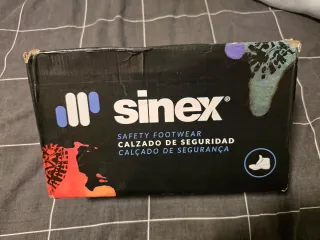 sinex®
SAFETY FOOTWEAR
CALZADO DE SEGURIDAD
CALÇADO DE SEGURANÇA